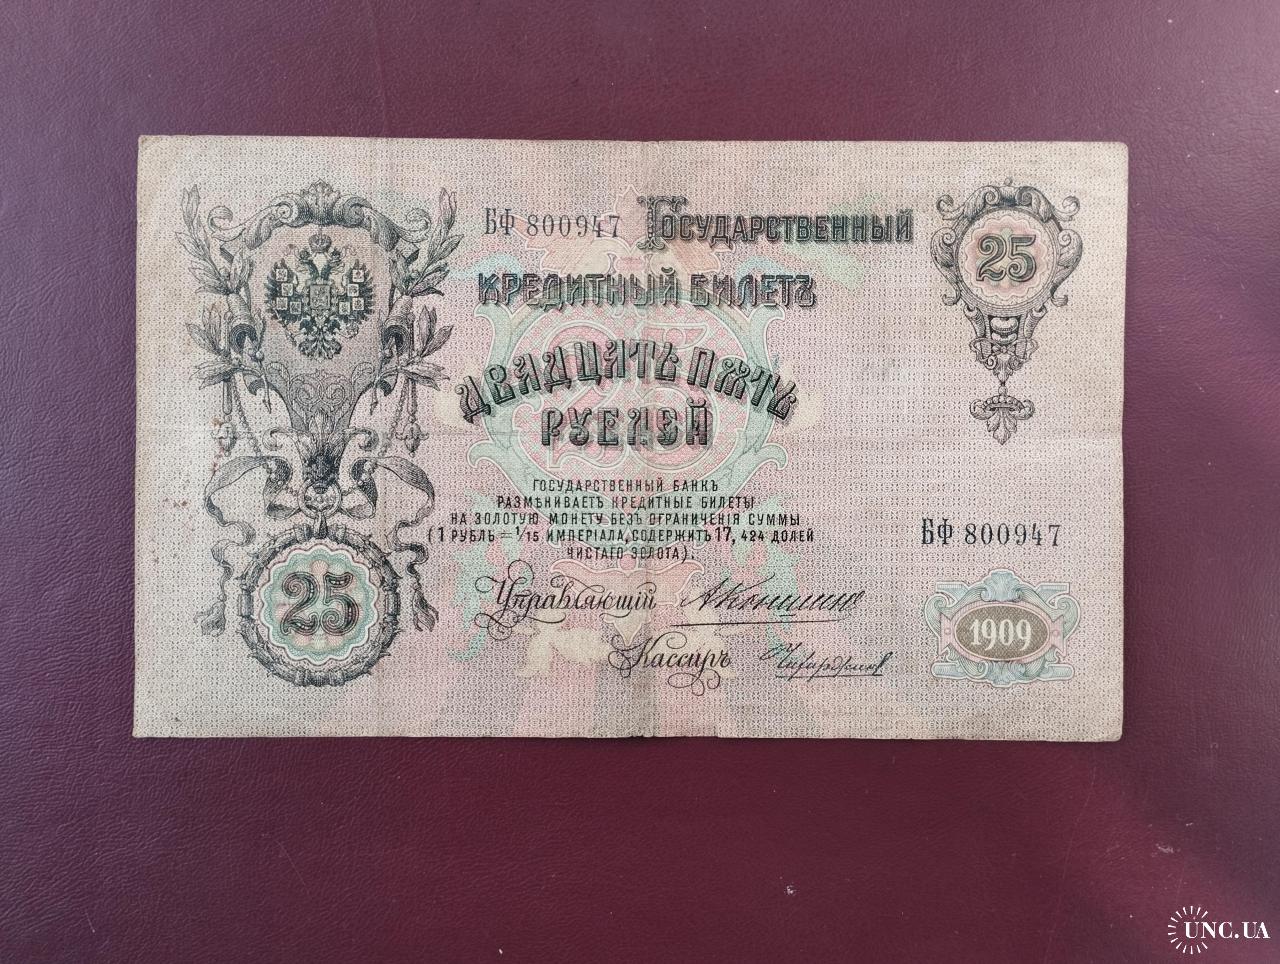 БФ 800947 Государственный
25
кредитный билетъ
двадцать пять
рублей
Государственный банкъ
размѣниваетъ кредитные билеты
на золотую монету безъ ограниченія суммы
(1 рубль = 1/15 имперіала, содержитъ 17, 424 долей
чистаго золота).
БФ 800947
25
Управляющій АКоншинъ
Кассиръ
1909
UNC.UA